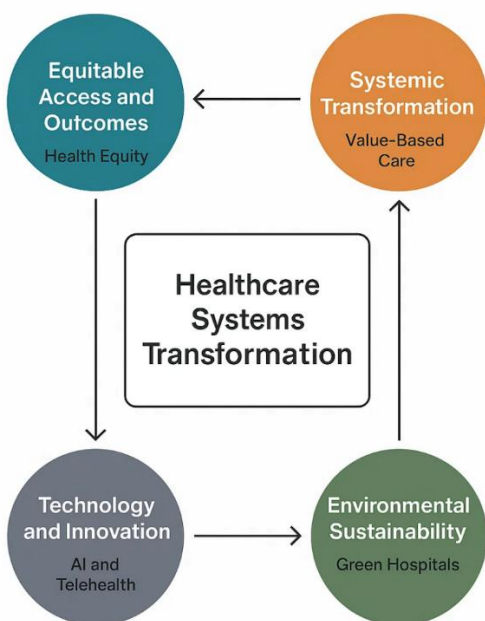 Equitable
Access and
Outcomes
Health Equity
Systemic
Transformation
Value-Based
Care
Healthcare
Systems
Transformation
Technology
and Innovation
AI and
Telehealth
Environmental
Sustainability
Green Hospitals